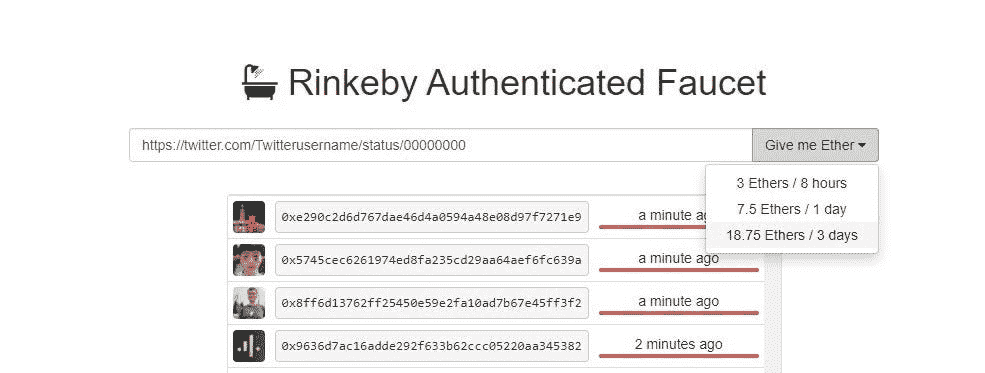 Rinkeby Authenticated Faucet
https://twitter.com/Twitterusername/status/00000000 Give me Ether
3 Ethers / 8 hours
7.5 Ethers / 1 day
18.75 Ethers / 3 days
0xe290c2d6d767dae46d4a0594a48e08d97f7271e9 a minute ago
0x5745cec6261974ed8fa235cd29aa64aef6fc639a a minute ago
0x8ff6d13762ff25450e59e2fa10ad7b67e45ff3f2 a minute ago
0x9636d7ac16adde292f633b62ccc05220aa345382 2 minutes ago